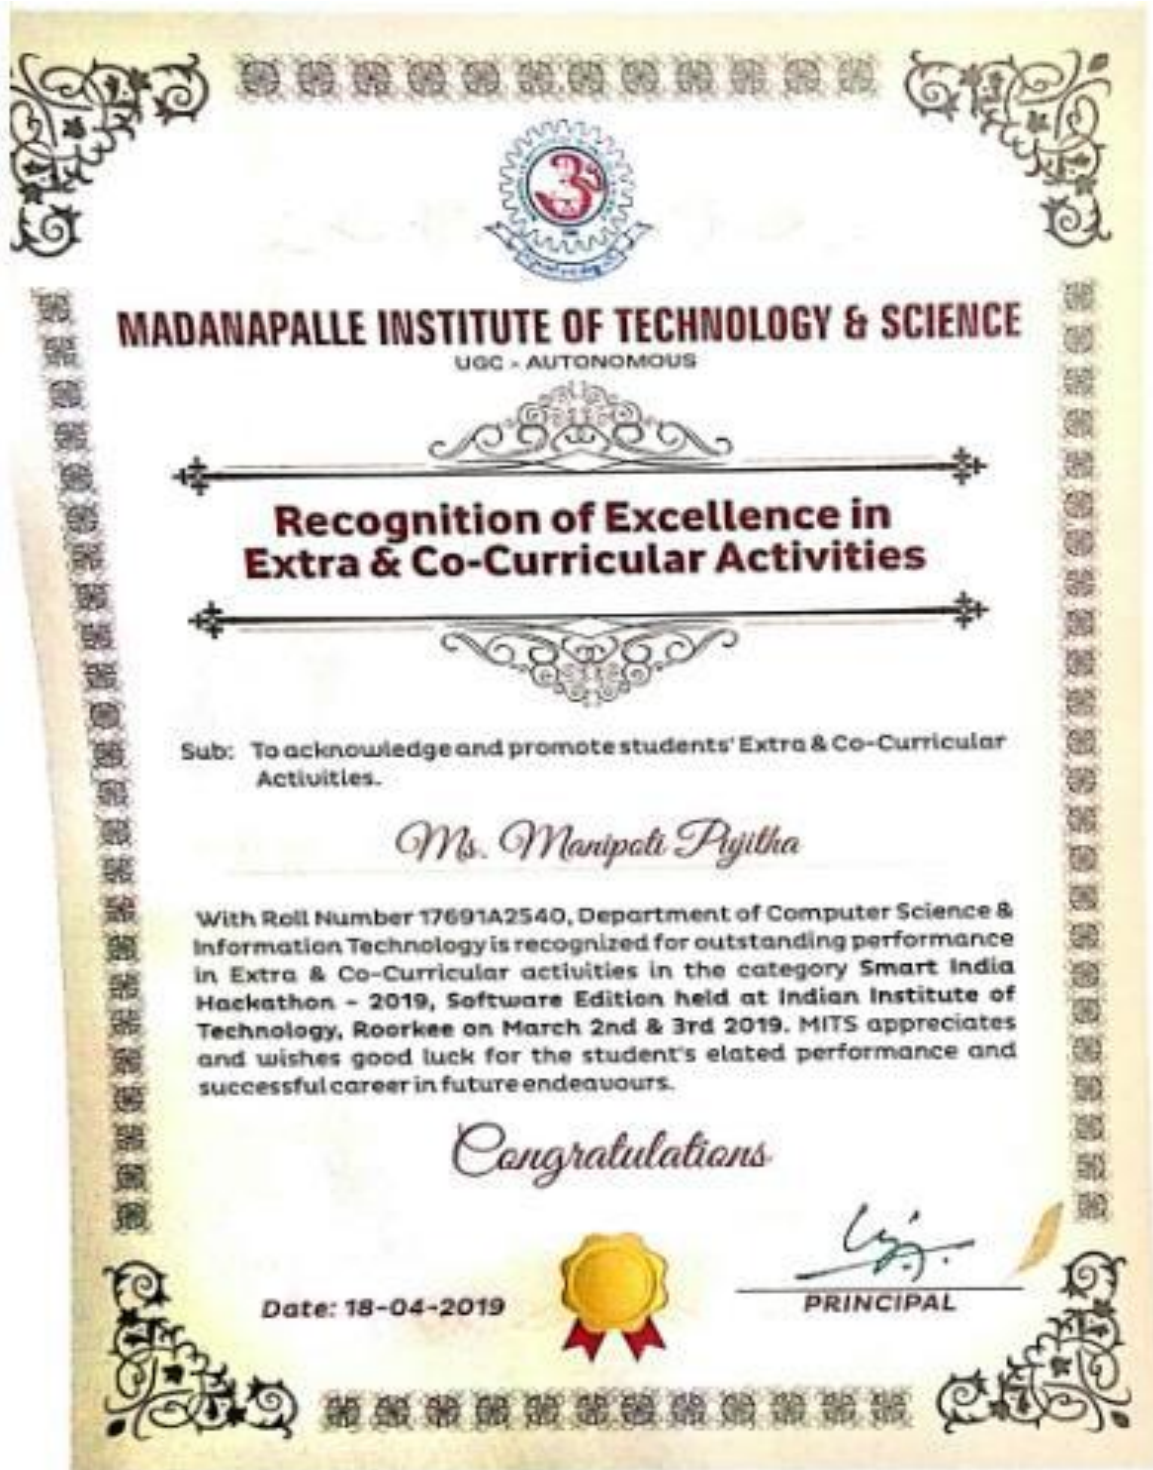 MADANAPALLE INSTITUTE OF TECHNOLOGY & SCIENCE
UGC - AUTONOMOUS
Recognition of Excellence in
Extra & Co-Curricular Activities
Sub: To acknowledge and promote students' Extra & Co-Curricular
Activities.
Ms. Manipoti Pujitha
With Roll Number 17691A2540, Department of Computer Science &
Information Technology is recognized for outstanding performance
in Extra & Co-Curricular activities in the category Smart India
Hackathon - 2019, Software Edition held at Indian Institute of
Technology, Roorkee on March 2nd & 3rd 2019. MITS appreciates
and wishes good luck for the student's elated performance and
successful career in future endeavours.
Congratulations
Date: 18-04-2019
PRINCIPAL